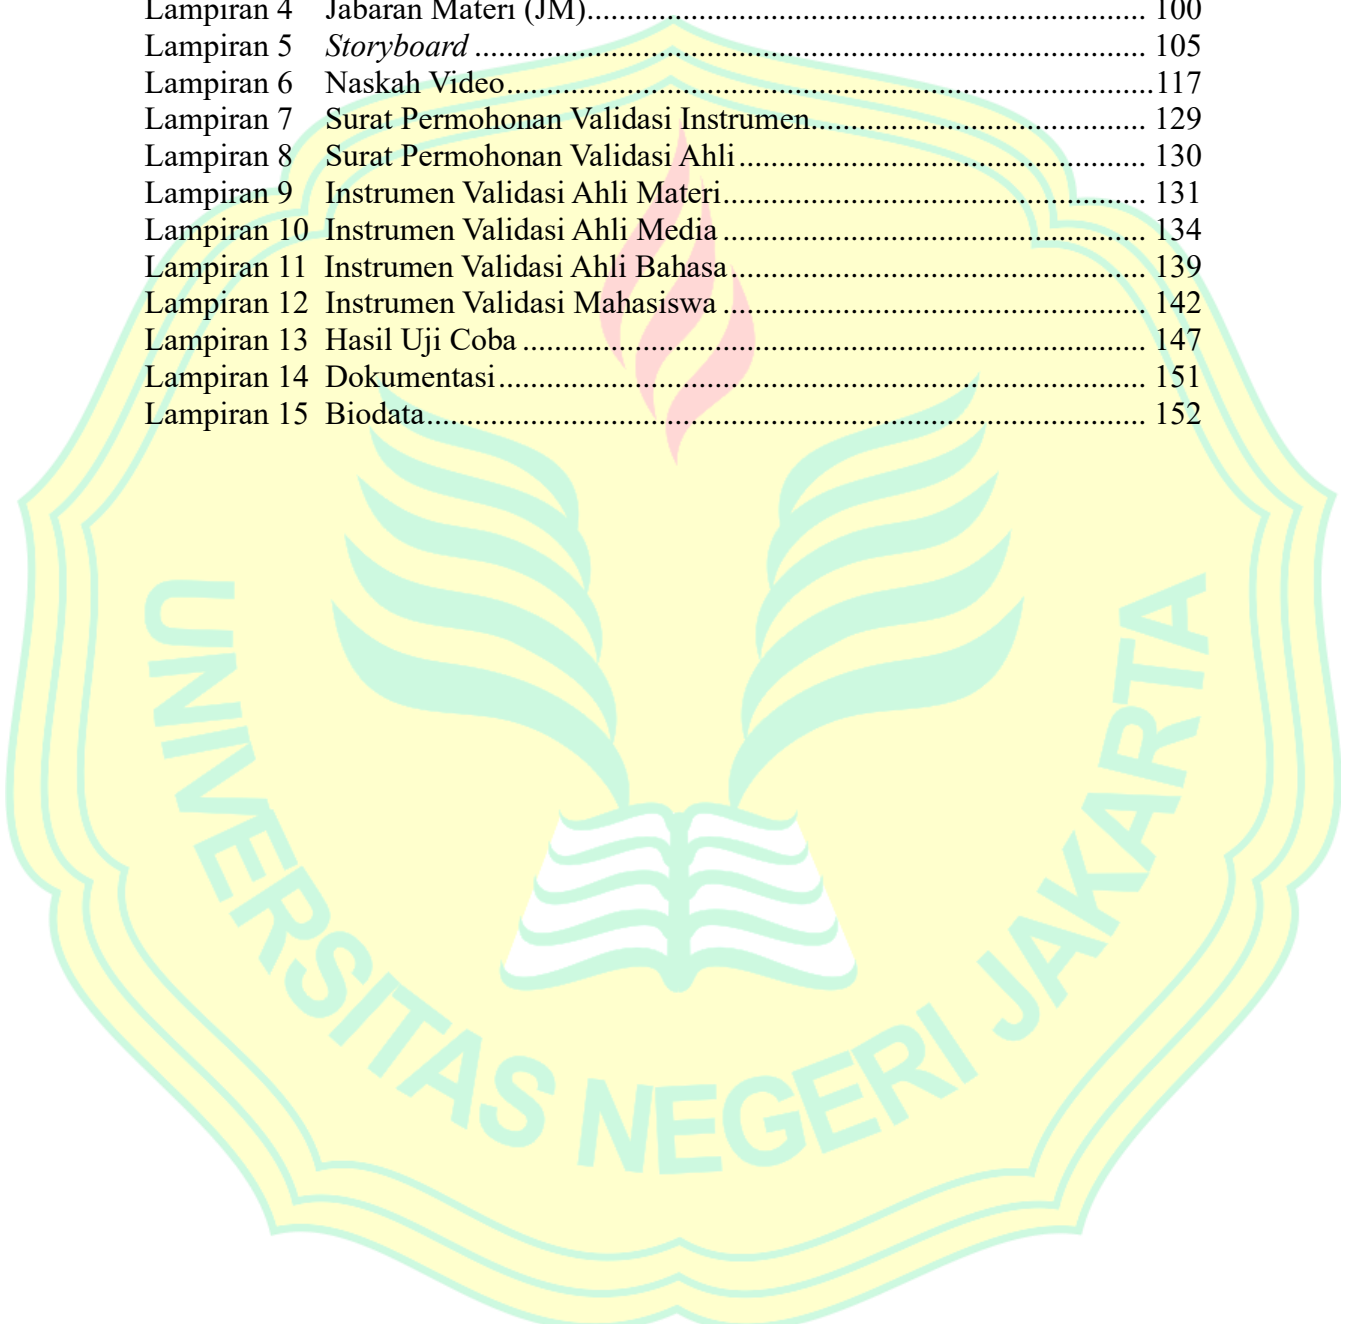 Lampiran 4 Jabaran Materi (JM)...................................................................... 100
Lampiran 5 Storyboard .................................................................................... 105
Lampiran 6 Naskah Video................................................................................. 117
Lampiran 7 Surat Permohonan Validasi Instrumen.......................................... 129
Lampiran 8 Surat Permohonan Validasi Ahli................................................... 130
Lampiran 9 Instrumen Validasi Ahli Materi..................................................... 131
Lampiran 10 Instrumen Validasi Ahli Media ..................................................... 134
Lampiran 11 Instrumen Validasi Ahli Bahasa.................................................... 139
Lampiran 12 Instrumen Validasi Mahasiswa ..................................................... 142
Lampiran 13 Hasil Uji Coba .............................................................................. 147
Lampiran 14 Dokumentasi................................................................................. 151
Lampiran 15 Biodata.......................................................................................... 152
UNIVERSITAS NEGERI JAKARTA